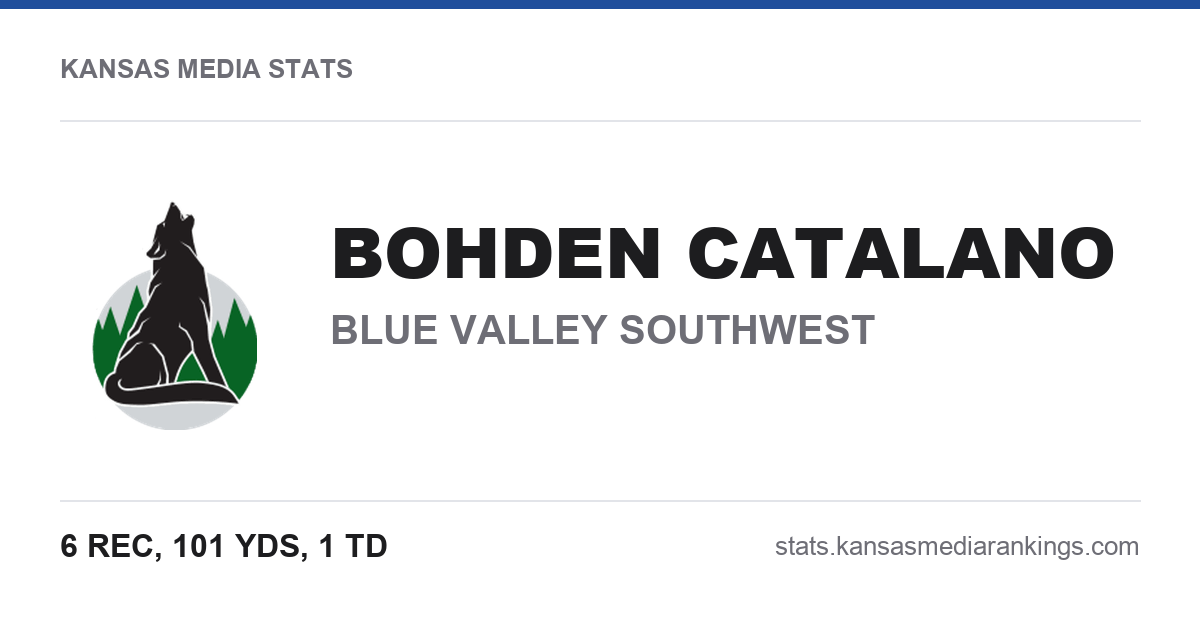 KANSAS MEDIA STATS
BOHDEN CATALANO
BLUE VALLEY SOUTHWEST
6 REC, 101 YDS, 1 TD
stats.kansasmediarankings.com